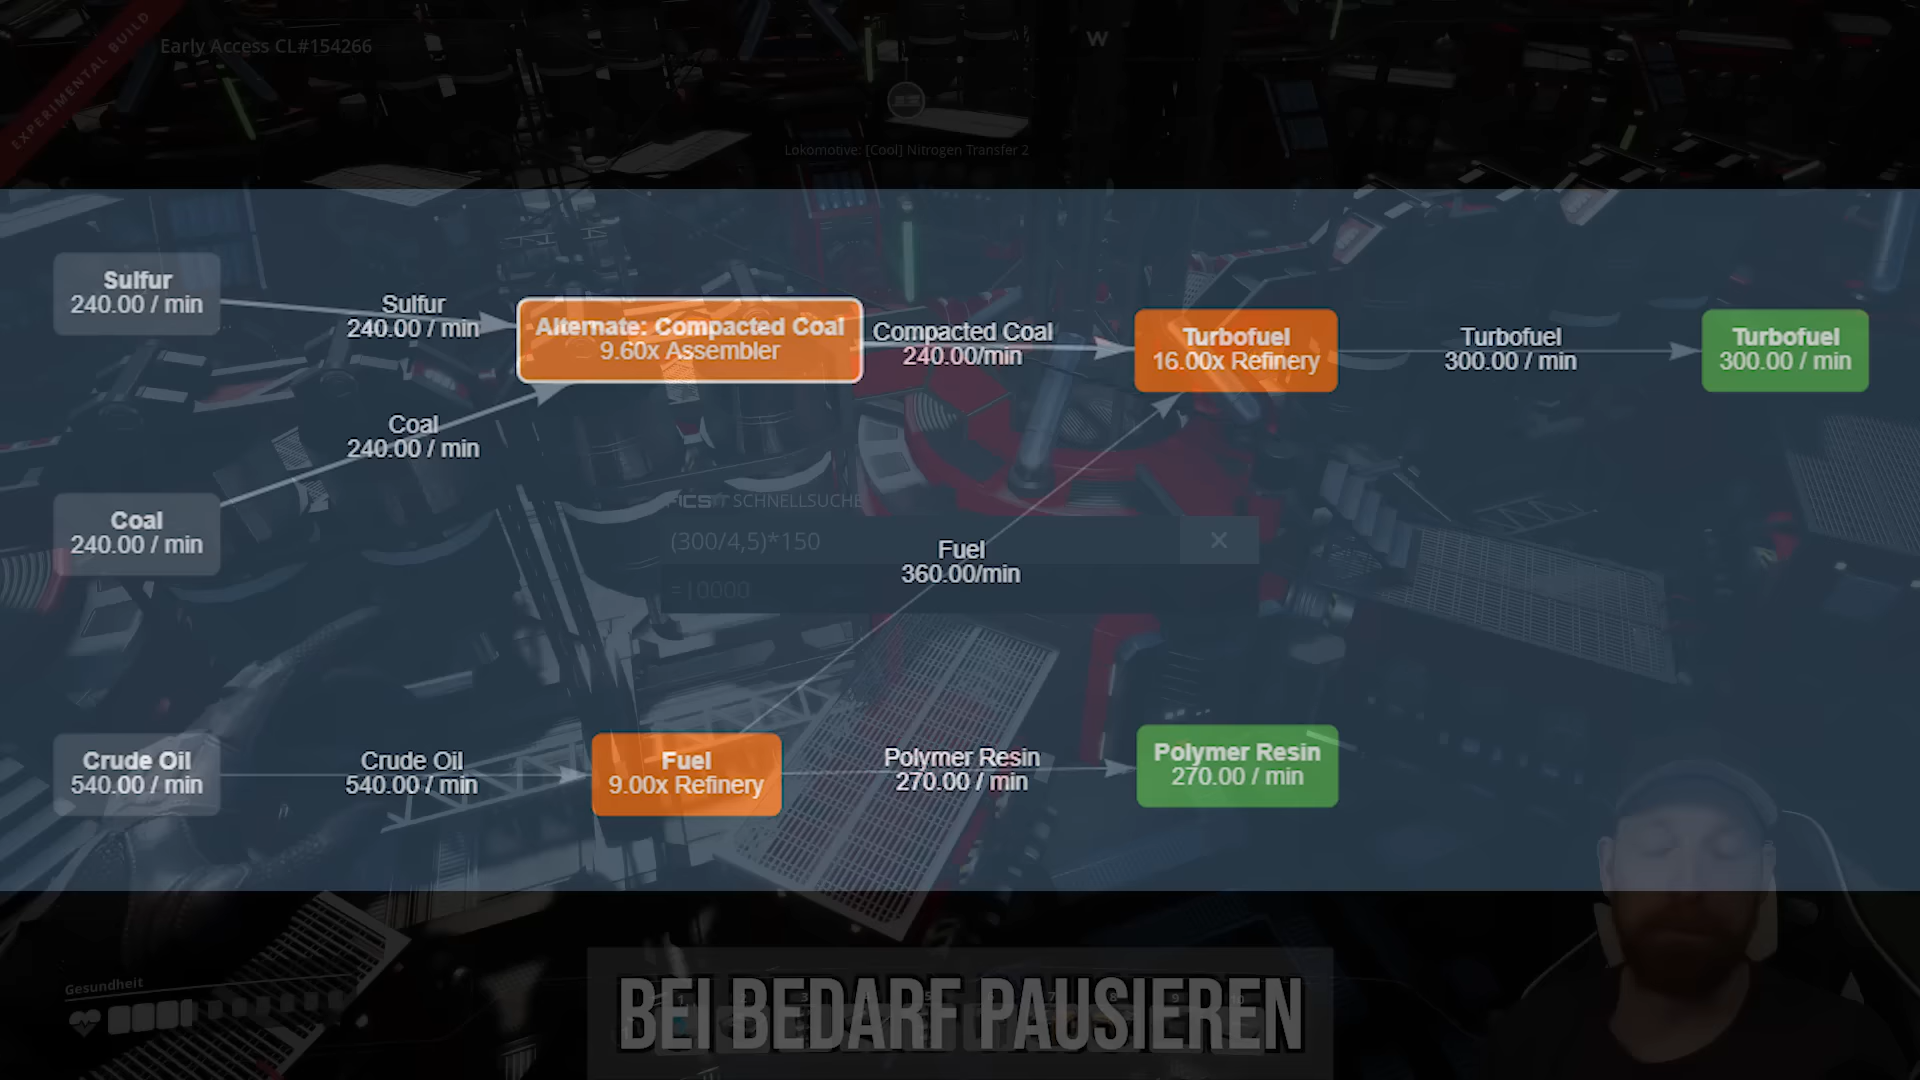 EXPERIMENTAL BUILD
Early Access CL#154266
W
Lokomotive: [Cool] Nitrogen Transfer 2
Sulfur
240.00 / min
Sulfur
240.00 / min
Alternate: Compacted Coal
9.60x Assembler
Compacted Coal
240.00/min
Turbofuel
16.00x Refinery
Turbofuel
300.00 / min
Turbofuel
300.00 / min
Coal
240.00 / min
Coal
240.00 / min
FICSIT SCHNELLSUCHE
(300/4,5)*150
Fuel
360.00/min
=10000
Crude Oil
540.00 / min
Crude Oil
540.00 / min
Fuel
9.00x Refinery
Polymer Resin
270.00 / min
Polymer Resin
270.00 / min
Gesundheit
BEI BEDARF PAUSIEREN